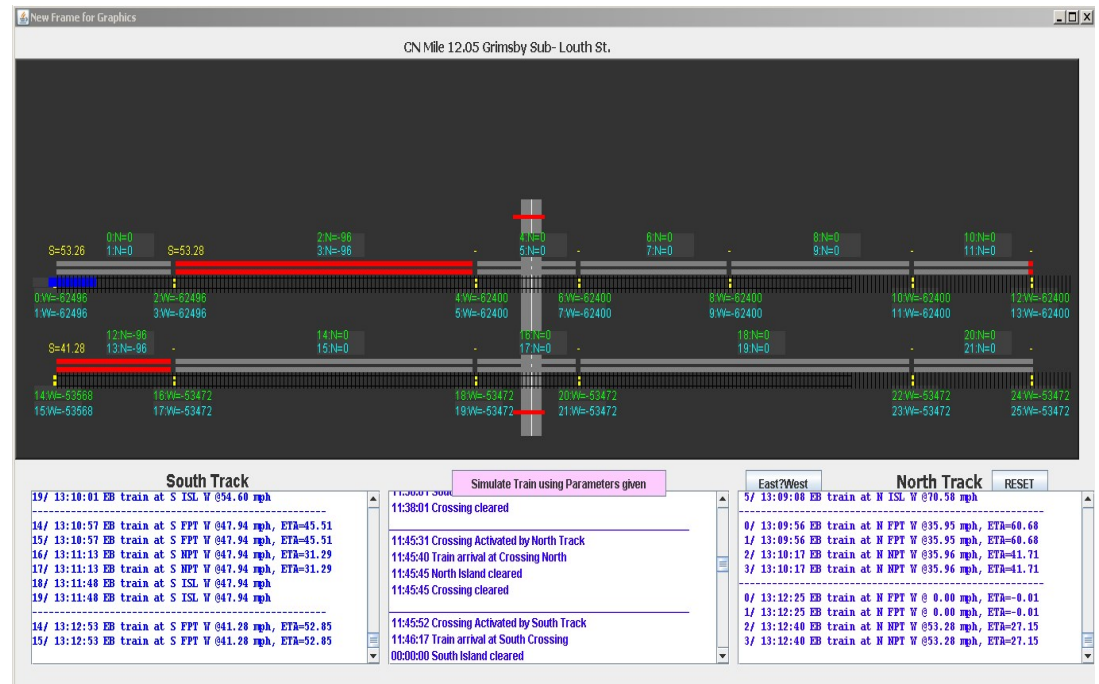 New Frame for Graphics
CN Mile 12.05 Grimsby Sub- Louth St.
0:N=0 2:N=-96 4:N=0 6:N=0 8:N=0 10:N=0
S=53.26 1:N=0 S=53.28 3:N=-96 - 5:N=0 - 7:N=0 - 9:N=0 - 11:N=0 -
0:W=-62496 2:W=-62496 4:W=-62400 6:W=-62400 8:W=-62400 10:W=-62400 12:W=-62400
1:W=-62496 3:W=-62496 5:W=-62400 7:W=-62400 9:W=-62400 11:W=-62400 13:W=-62400
12:N=-96 14:N=0 16:N=0 18:N=0 20:N=0
S=41.28 13:N=-96 - 15:N=0 - 17:N=0 - 19:N=0 - 21:N=0 -
14:W=-53568 16:W=-53472 18:W=-53472 20:W=-53472 22:W=-53472 24:W=-53472
15:W=-53568 17:W=-53472 19:W=-53472 21:W=-53472 23:W=-53472 25:W=-53472
South Track
19/ 13:10:01 EB train at S ISL W @54.60 mph
14/ 13:10:57 EB train at S FPT W @47.94 mph, ETA=45.51
15/ 13:10:57 EB train at S FPT W @47.94 mph, ETA=45.51
16/ 13:11:13 EB train at S NPT W @47.94 mph, ETA=31.29
17/ 13:11:13 EB train at S NPT W @47.94 mph, ETA=31.29
18/ 13:11:48 EB train at S ISL W @47.94 mph
19/ 13:11:48 EB train at S ISL W @47.94 mph
14/ 13:12:53 EB train at S FPT W @41.28 mph, ETA=52.85
15/ 13:12:53 EB train at S FPT W @41.28 mph, ETA=52.85
Simulate Train using Parameters given
11:38:01 Crossing cleared
11:45:31 Crossing Activated by North Track
11:45:40 Train arrival at Crossing North
11:45:45 North Island cleared
11:45:45 Crossing cleared
11:45:52 Crossing Activated by South Track
11:46:17 Train arrival at South Crossing
00:00:00 South Island cleared
East?West North Track RESET
5/ 13:09:08 EB train at N ISL W @70.58 mph
0/ 13:09:56 EB train at N FPT W @35.95 mph, ETA=60.68
1/ 13:09:56 EB train at N FPT W @35.95 mph, ETA=60.68
2/ 13:10:17 EB train at N NPT W @35.96 mph, ETA=41.71
3/ 13:10:17 EB train at N NPT W @35.96 mph, ETA=41.71
0/ 13:12:25 EB train at N FPT W @ 0.00 mph, ETA=-0.01
1/ 13:12:25 EB train at N FPT W @ 0.00 mph, ETA=-0.01
2/ 13:12:40 EB train at N NPT W @53.28 mph, ETA=27.15
3/ 13:12:40 EB train at N NPT W @53.28 mph, ETA=27.15